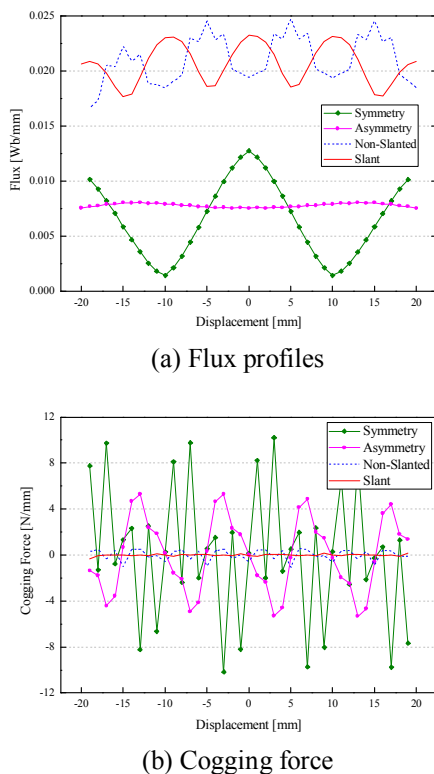 0.025
0.020
0.015
0.010
0.005
0.000
Flux [Wb/mm]
Symmetry
Asymmetry
Non-Slanted
Slant
-20 -15 -10 -5 0 5 10 15 20
Displacement [mm]
(a) Flux profiles
12
8
4
0
-4
-8
-12
Cogging Force [N/mm]
Symmetry
Asymmetry
Non-Slanted
Slant
-20 -15 -10 -5 0 5 10 15 20
Displacement [mm]
(b) Cogging force